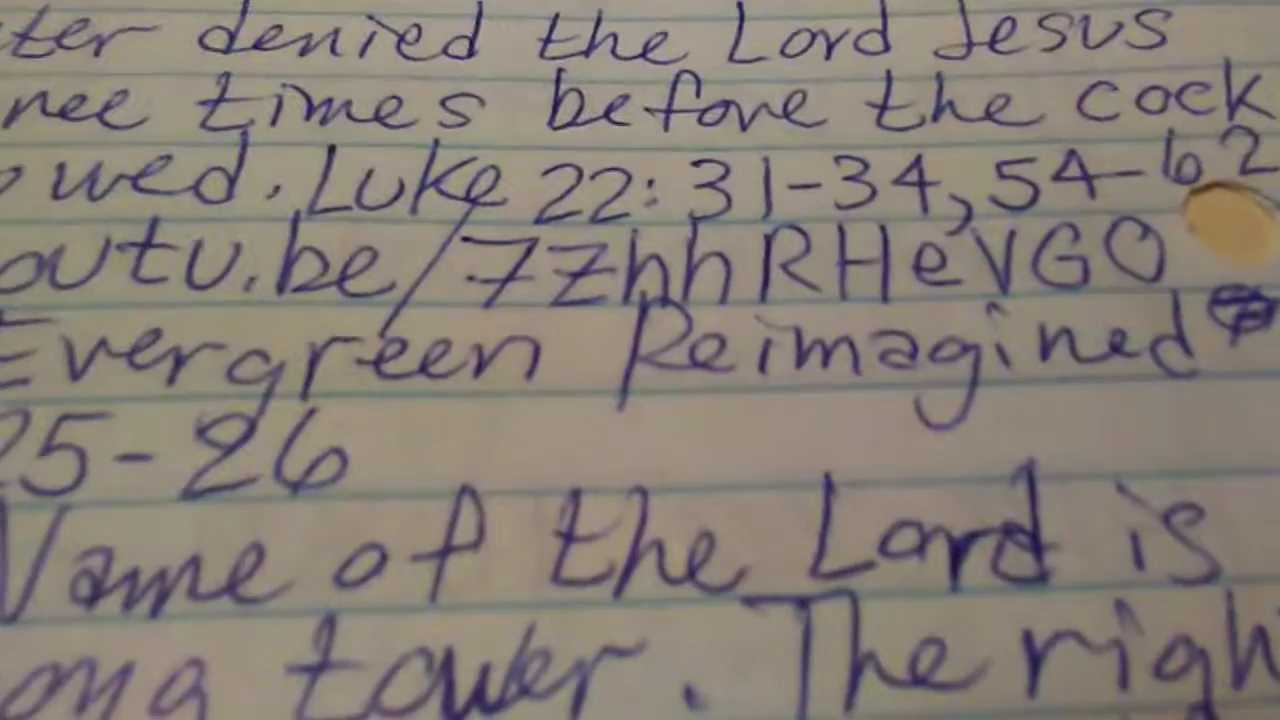 ter denied the Lord Jesus
ree times before the cock
owed. Luke 22:31-34, 54-62
outu.be/7ZhhRHeVGO
Evergreen Reimagined
25-26
Name of the Lord is
ong tower. The righ